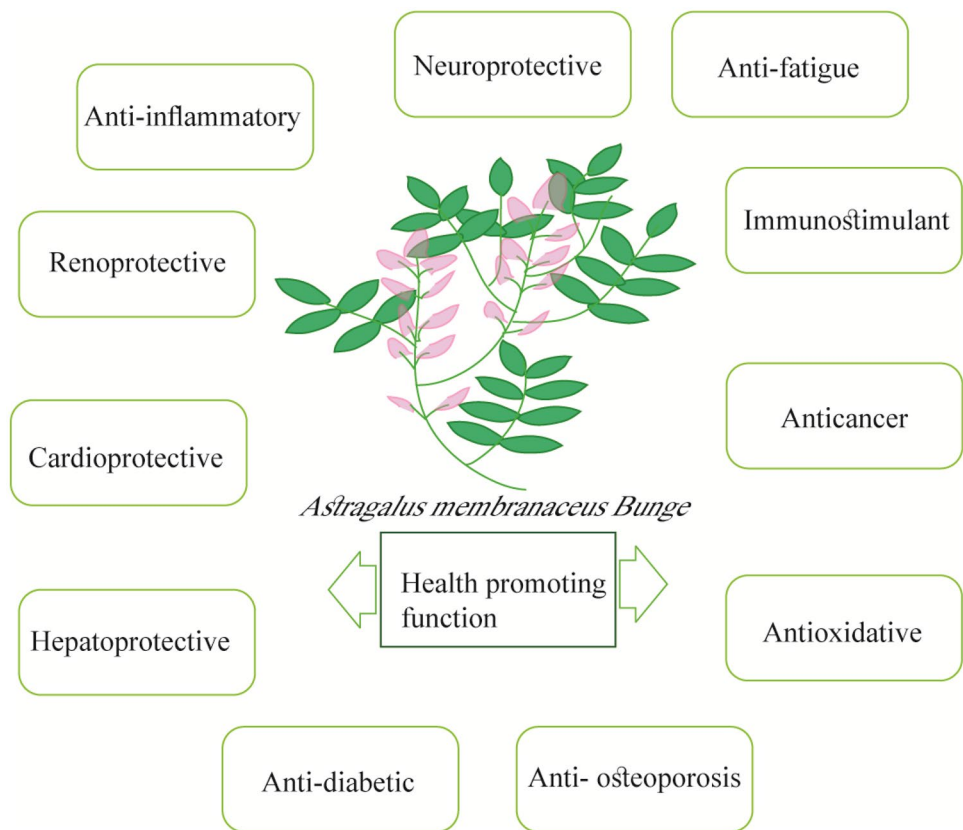 Neuroprotective
Anti-fatigue
Anti-inflammatory
Immunostimulant
Renoprotective
Anticancer
Cardioprotective
Astragalus membranaceus Bunge
Health promoting
function
Antioxidative
Hepatoprotective
Anti-diabetic
Anti- osteoporosis